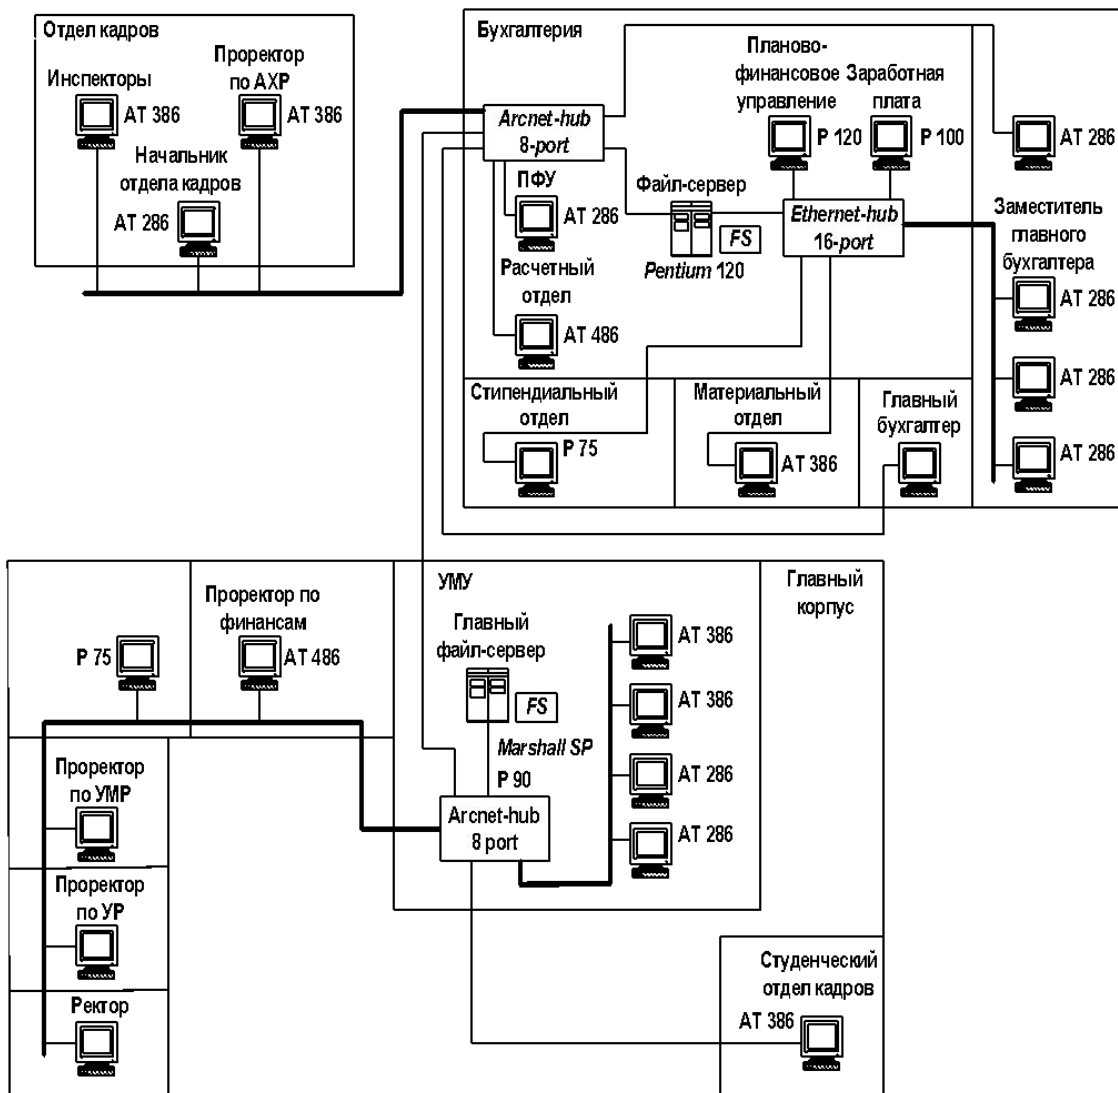 Отдел кадров
Инспекторы
АТ 386
Проректор
по АХР
АТ 386
Начальник
отдела кадров
АТ 286
Бухгалтерия
Arcnet-hub
8-port
ПФУ
АТ 286
Расчетный
отдел
АТ 486
Файл-сервер
FS
Pentium 120
Планово-
финансовое
управление
P 120
Заработная
плата
P 100
Ethernet-hub
16-port
АТ 286
Заместитель
главного
бухгалтера
АТ 286
АТ 286
АТ 286
Стипендиальный
отдел
P 75
Материальный
отдел
АТ 386
Главный
бухгалтер
P 75
Проректор по
финансам
АТ 486
УМУ
Главный
файл-сервер
FS
Marshall SP
P 90
Arcnet-hub
8 port
АТ 386
АТ 386
АТ 286
АТ 286
Главный
корпус
Проректор
по УМР
Проректор
по УР
Ректор
Студенческий
отдел кадров
АТ 386